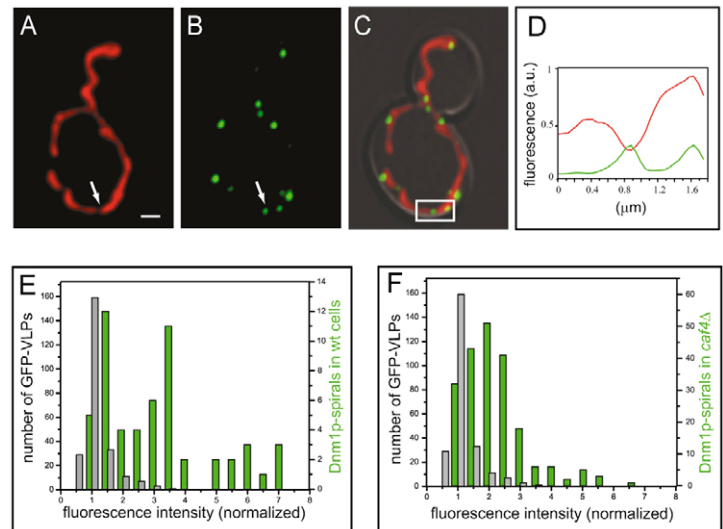 A
B
C
D
fluorescence (a.u.)
1
0.5
0
0 0.4 0.8 1.2 1.6
(μm)
E
number of GFP-VLPs
160
140
120
100
80
60
40
20
0
14
12
10
8
6
4
2
0
Dnm1p-spirals in wt cells
0 1 2 3 4 5 6 7 8
fluorescence intensity (normalized)
F
number of GFP-VLPs
160
140
120
100
80
60
40
20
0
60
50
40
30
20
10
0
Dnm1p-spirals in caf4Δ
0 1 2 3 4 5 6 7 8
fluorescence intensity (normalized)